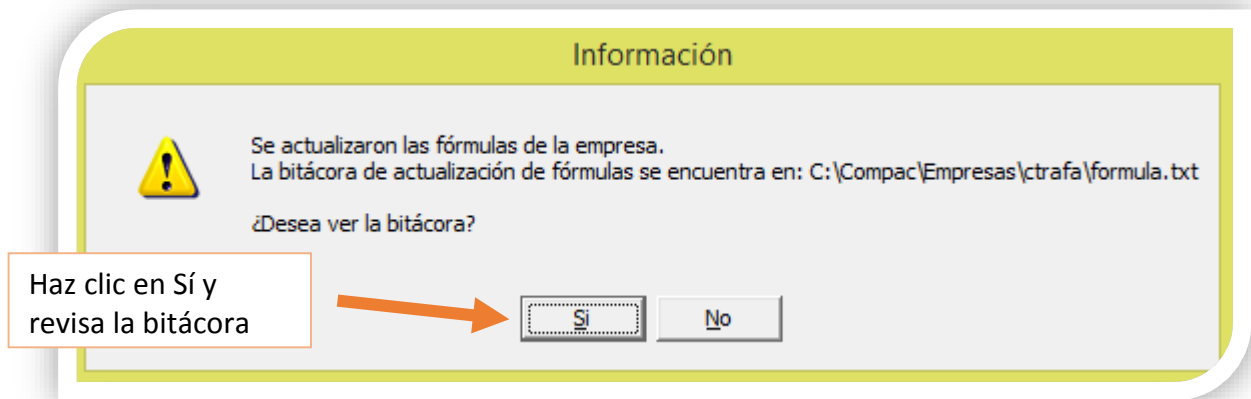 Información
Se actualizaron las fórmulas de la empresa.
La bitácora de actualización de fórmulas se encuentra en: C:\Compac\Empresas\ctrafa\formula.txt
¿Desea ver la bitácora?
Haz clic en Sí y
revisa la bitácora
Si
No